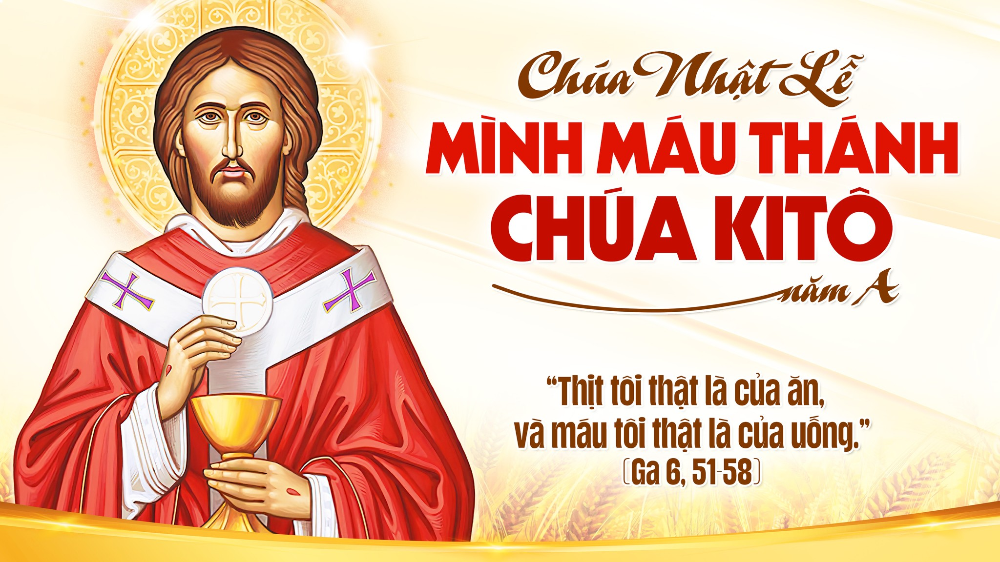 Chúa Nhật Lễ
MÌNH MÁU THÁNH
CHÚA KITÔ
năm A
“Thịt tôi thật là của ăn,
và máu tôi thật là của uống.”
(Ga 6, 51-58)